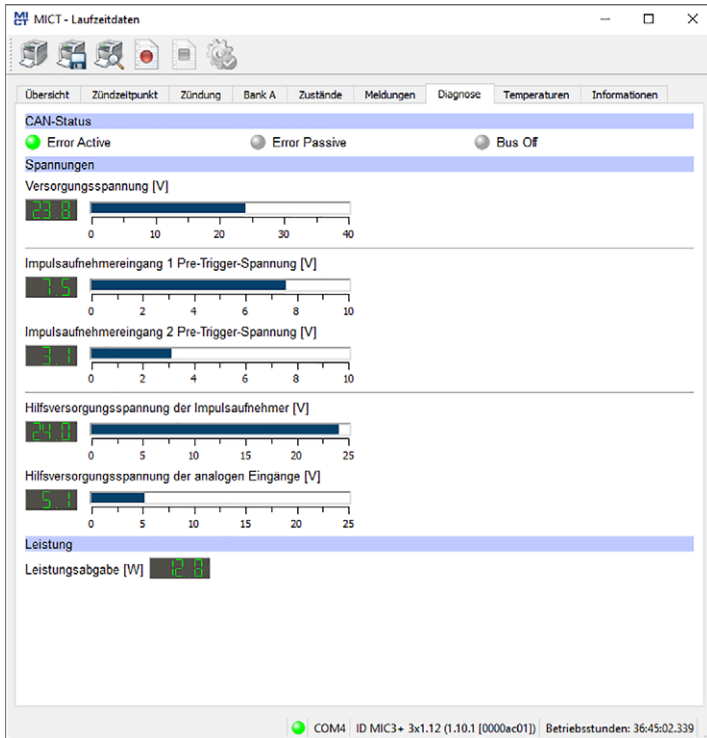 MICT - Laufzeitdaten
Übersicht Zündzeitpunkt Zündung Bank A Zustände Meldungen Diagnose Temperaturen Informationen
CAN-Status
Error Active Error Passive Bus Off
Spannungen
Versorgungsspannung [V]
23.8
0 10 20 30 40
Impulsaufnehmereingang 1 Pre-Trigger-Spannung [V]
7.5
0 2 4 6 8 10
Impulsaufnehmereingang 2 Pre-Trigger-Spannung [V]
3.1
0 2 4 6 8 10
Hilfsversorgungsspannung der Impulsaufnehmer [V]
24.0
0 5 10 15 20 25
Hilfsversorgungsspannung der analogen Eingänge [V]
5.1
0 5 10 15 20 25
Leistung
Leistungsabgabe [W] 128
COM4 ID MIC3+ 3x1.12 (1.10.1 [0000ac01]) Betriebsstunden: 36:45:02.339